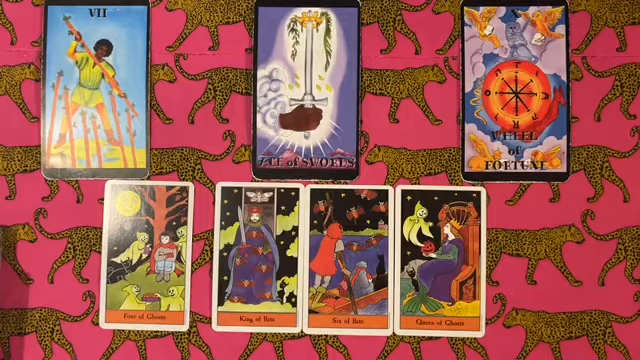 VII
ACE of SWORDS
X
WHEEL
of
FORTUNE
Four of Ghosts
King of Bats
Six of Bats
Queen of Ghosts